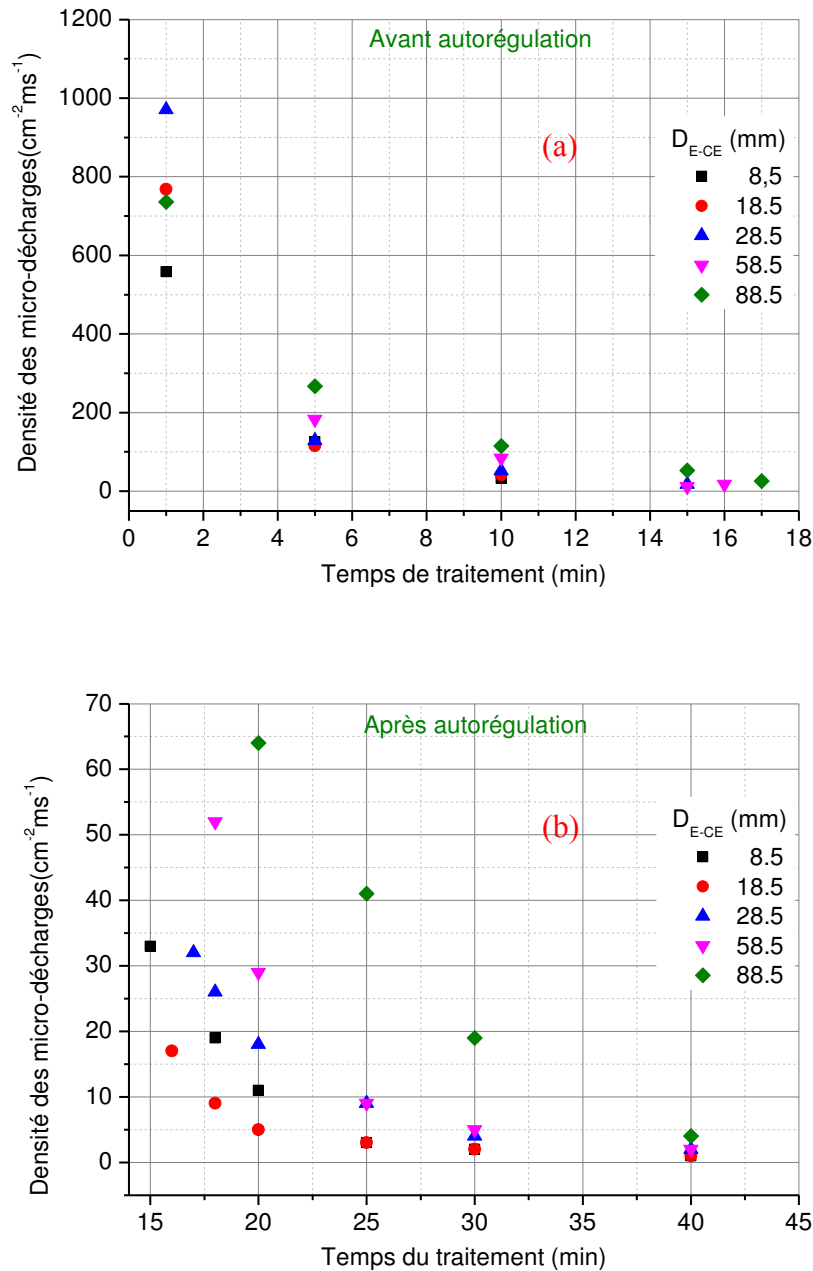 1200
1000
800
600
400
200
0
Densité des micro-décharges(cm⁻²ms⁻¹)
Avant autorégulation
(a)
D_E-CE (mm)
8,5
18.5
28.5
58.5
88.5
0 2 4 6 8 10 12 14 16 18
Temps de traitement (min)
70
60
50
40
30
20
10
0
Densité des micro-décharges(cm⁻²ms⁻¹)
Après autorégulation
(b)
D_E-CE (mm)
8.5
18.5
28.5
58.5
88.5
15 20 25 30 35 40 45
Temps du traitement (min)